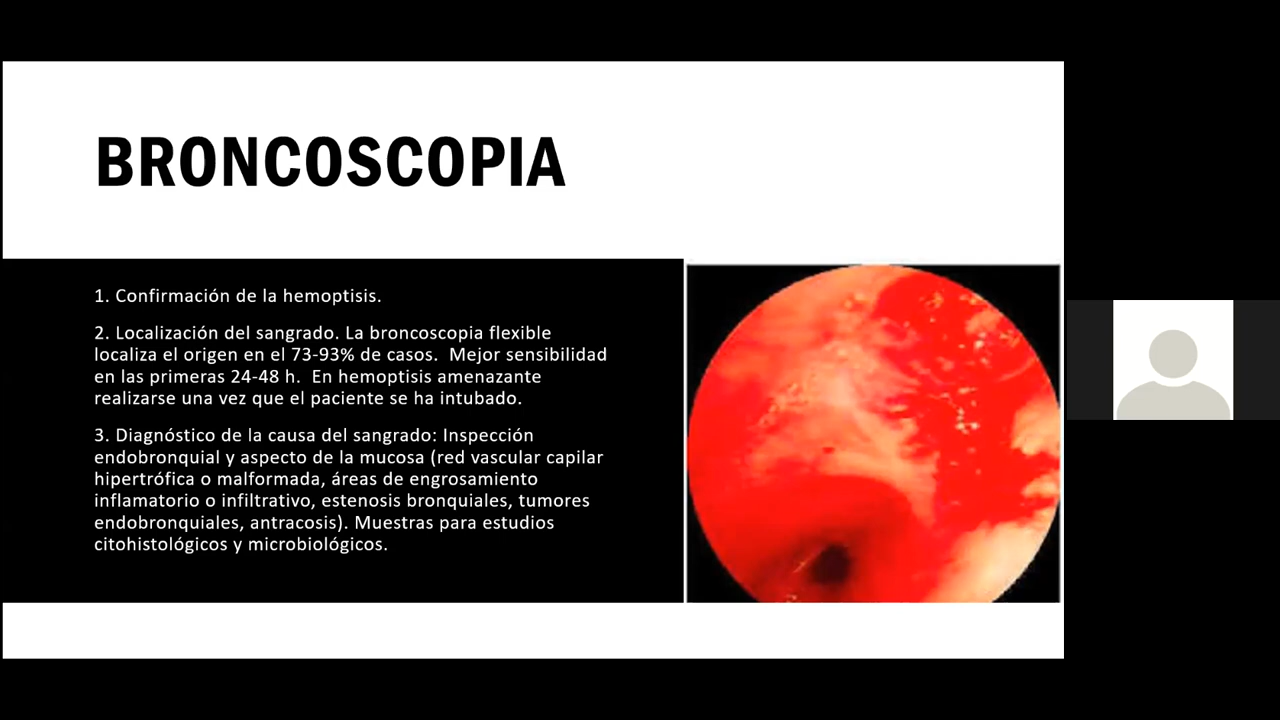 BRONCOSCOPIA
1. Confirmación de la hemoptisis.
2. Localización del sangrado. La broncoscopia flexible
localiza el origen en el 73-93% de casos.  Mejor sensibilidad
en las primeras 24-48 h.  En hemoptisis amenazante
realizarse una vez que el paciente se ha intubado.
3. Diagnóstico de la causa del sangrado: Inspección
endobronquial y aspecto de la mucosa (red vascular capilar
hipertrófica o malformada, áreas de engrosamiento
inflamatorio o infiltrativo, estenosis bronquiales, tumores
endobronquiales, antracosis). Muestras para estudios
citohistológicos y microbiológicos.